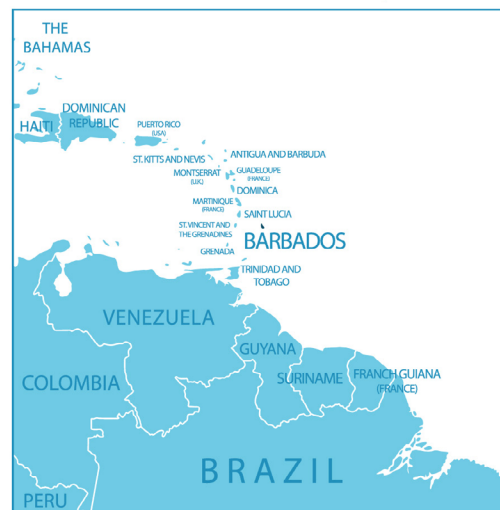 THE
BAHAMAS
DOMINICAN
REPUBLIC
HAITI
PUERTO RICO
(USA)
ST. KITTS AND NEVIS
ANTIGUA AND BARBUDA
MONTSERRAT
(U.K.)
GUADELOUPE
(FRANCE)
DOMINICA
MARTINIQUE
(FRANCE)
SAINT LUCIA
ST. VINCENT AND
THE GRENADINES
BARBADOS
GRENADA
TRINIDAD AND
TOBAGO
VENEZUELA
GUYANA
COLOMBIA
SURINAME
FRANCH GUIANA
(FRANCE)
BRAZIL
PERU